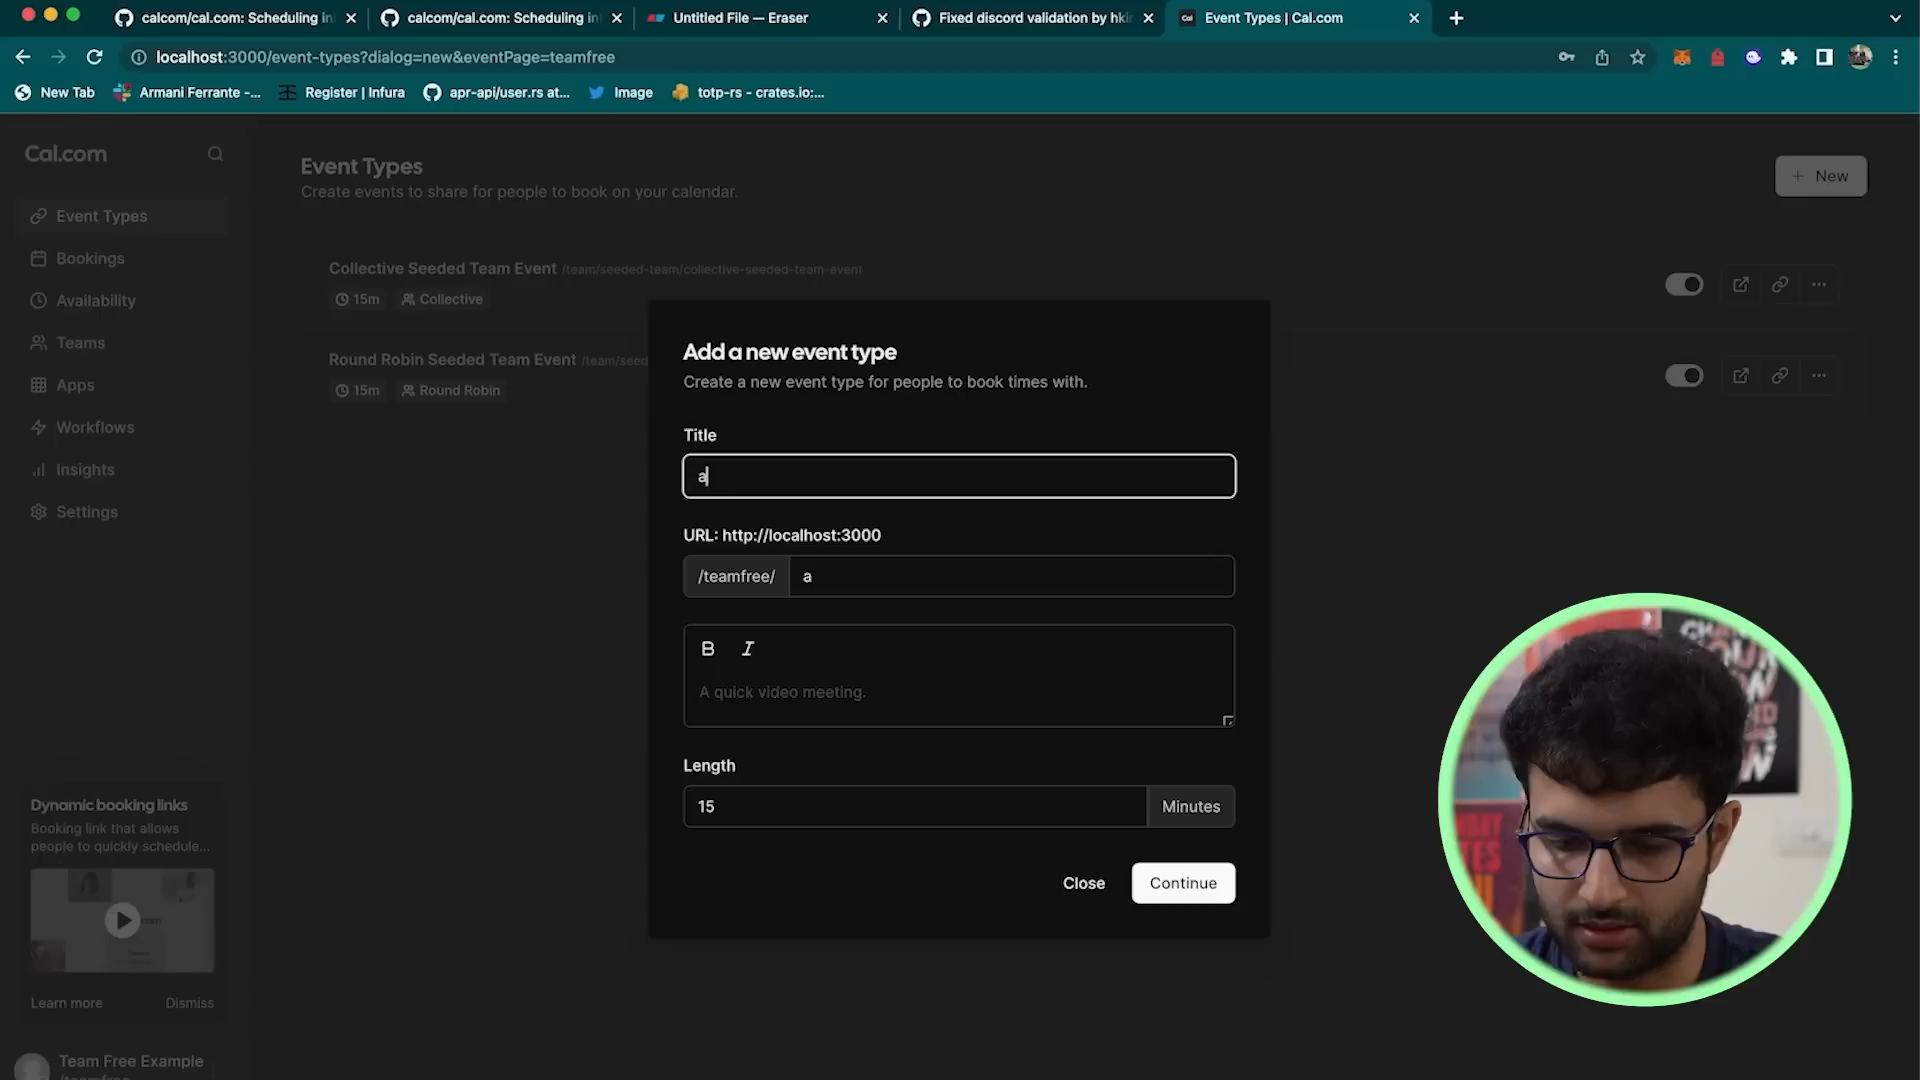 calcom/cal.com: Scheduling in
calcom/cal.com: Scheduling in
Untitled File — Eraser
Fixed discord validation by hkir
Cal
Event Types | Cal.com
localhost:3000/event-types?dialog=new&eventPage=teamfree
New Tab
Armani Ferrante -...
Register | Infura
apr-api/user.rs at...
Image
totp-rs - crates.io:...
Cal.com
Event Types
Create events to share for people to book on your calendar.
+ New
Event Types
Bookings
Availability
Teams
Apps
Workflows
Insights
Settings
Collective Seeded Team Event /team/seeded-team/collective-seeded-team-event
15m
Collective
Round Robin Seeded Team Event /team/seed
15m
Round Robin
Add a new event type
Create a new event type for people to book times with.
Title
a
URL: http://localhost:3000
/teamfree/
a
B I
A quick video meeting.
Length
15
Minutes
Close
Continue
Dynamic booking links
Booking link that allows
people to quickly schedule...
Learn more
Dismiss
Team Free Example
/teamfree